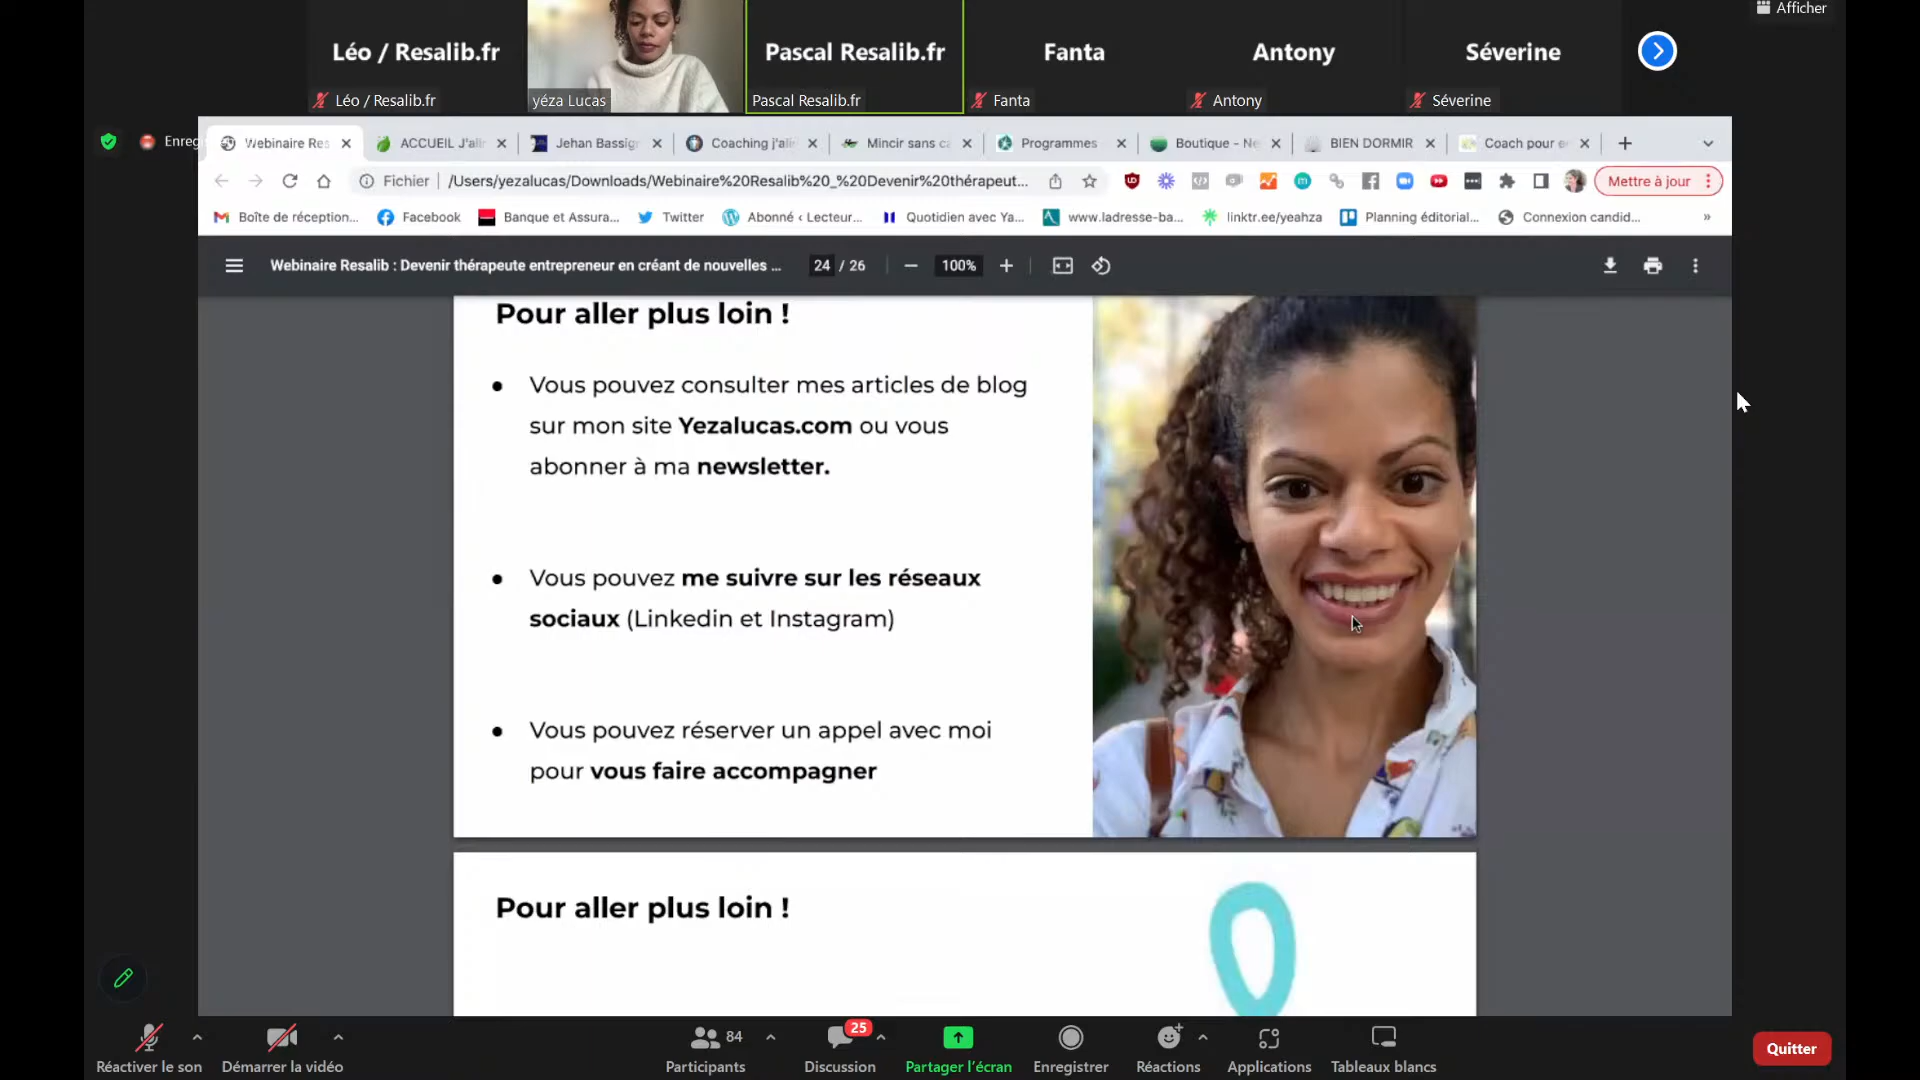 Afficher
Léo / Resalib.fr
Pascal Resalib.fr
Fanta
Antony
Séverine
Léo / Resalib.fr
yéza Lucas
Pascal Resalib.fr
Fanta
Antony
Séverine
Enreg
Webinaire Res
ACCUEIL J'alir
Jehan Bassign
Coaching j'alir
Mincir sans ca
Programmes
Boutique - Ne
BIEN DORMIR
Coach pour e
Fichier
/Users/yezalucas/Downloads/Webinaire%20Resalib%20_%20Devenir%20thérapeut...
Mettre à jour
Boîte de réception...
Facebook
Banque et Assura...
Twitter
Abonné ‹ Lecteur...
Quotidien avec Ya...
www.ladresse-ba...
linktr.ee/yeahza
Planning éditorial...
Connexion candid...
»
Webinaire Resalib : Devenir thérapeute entrepreneur en créant de nouvelles ...
24 / 26
100%
Pour aller plus loin !
Vous pouvez consulter mes articles de blog
sur mon site Yezalucas.com ou vous
abonner à ma newsletter.
Vous pouvez me suivre sur les réseaux
sociaux (Linkedin et Instagram)
Vous pouvez réserver un appel avec moi
pour vous faire accompagner
Pour aller plus loin !
84
25
Réactiver le son
Démarrer la vidéo
Participants
Discussion
Partager l'écran
Enregistrer
Réactions
Applications
Tableaux blancs
Quitter